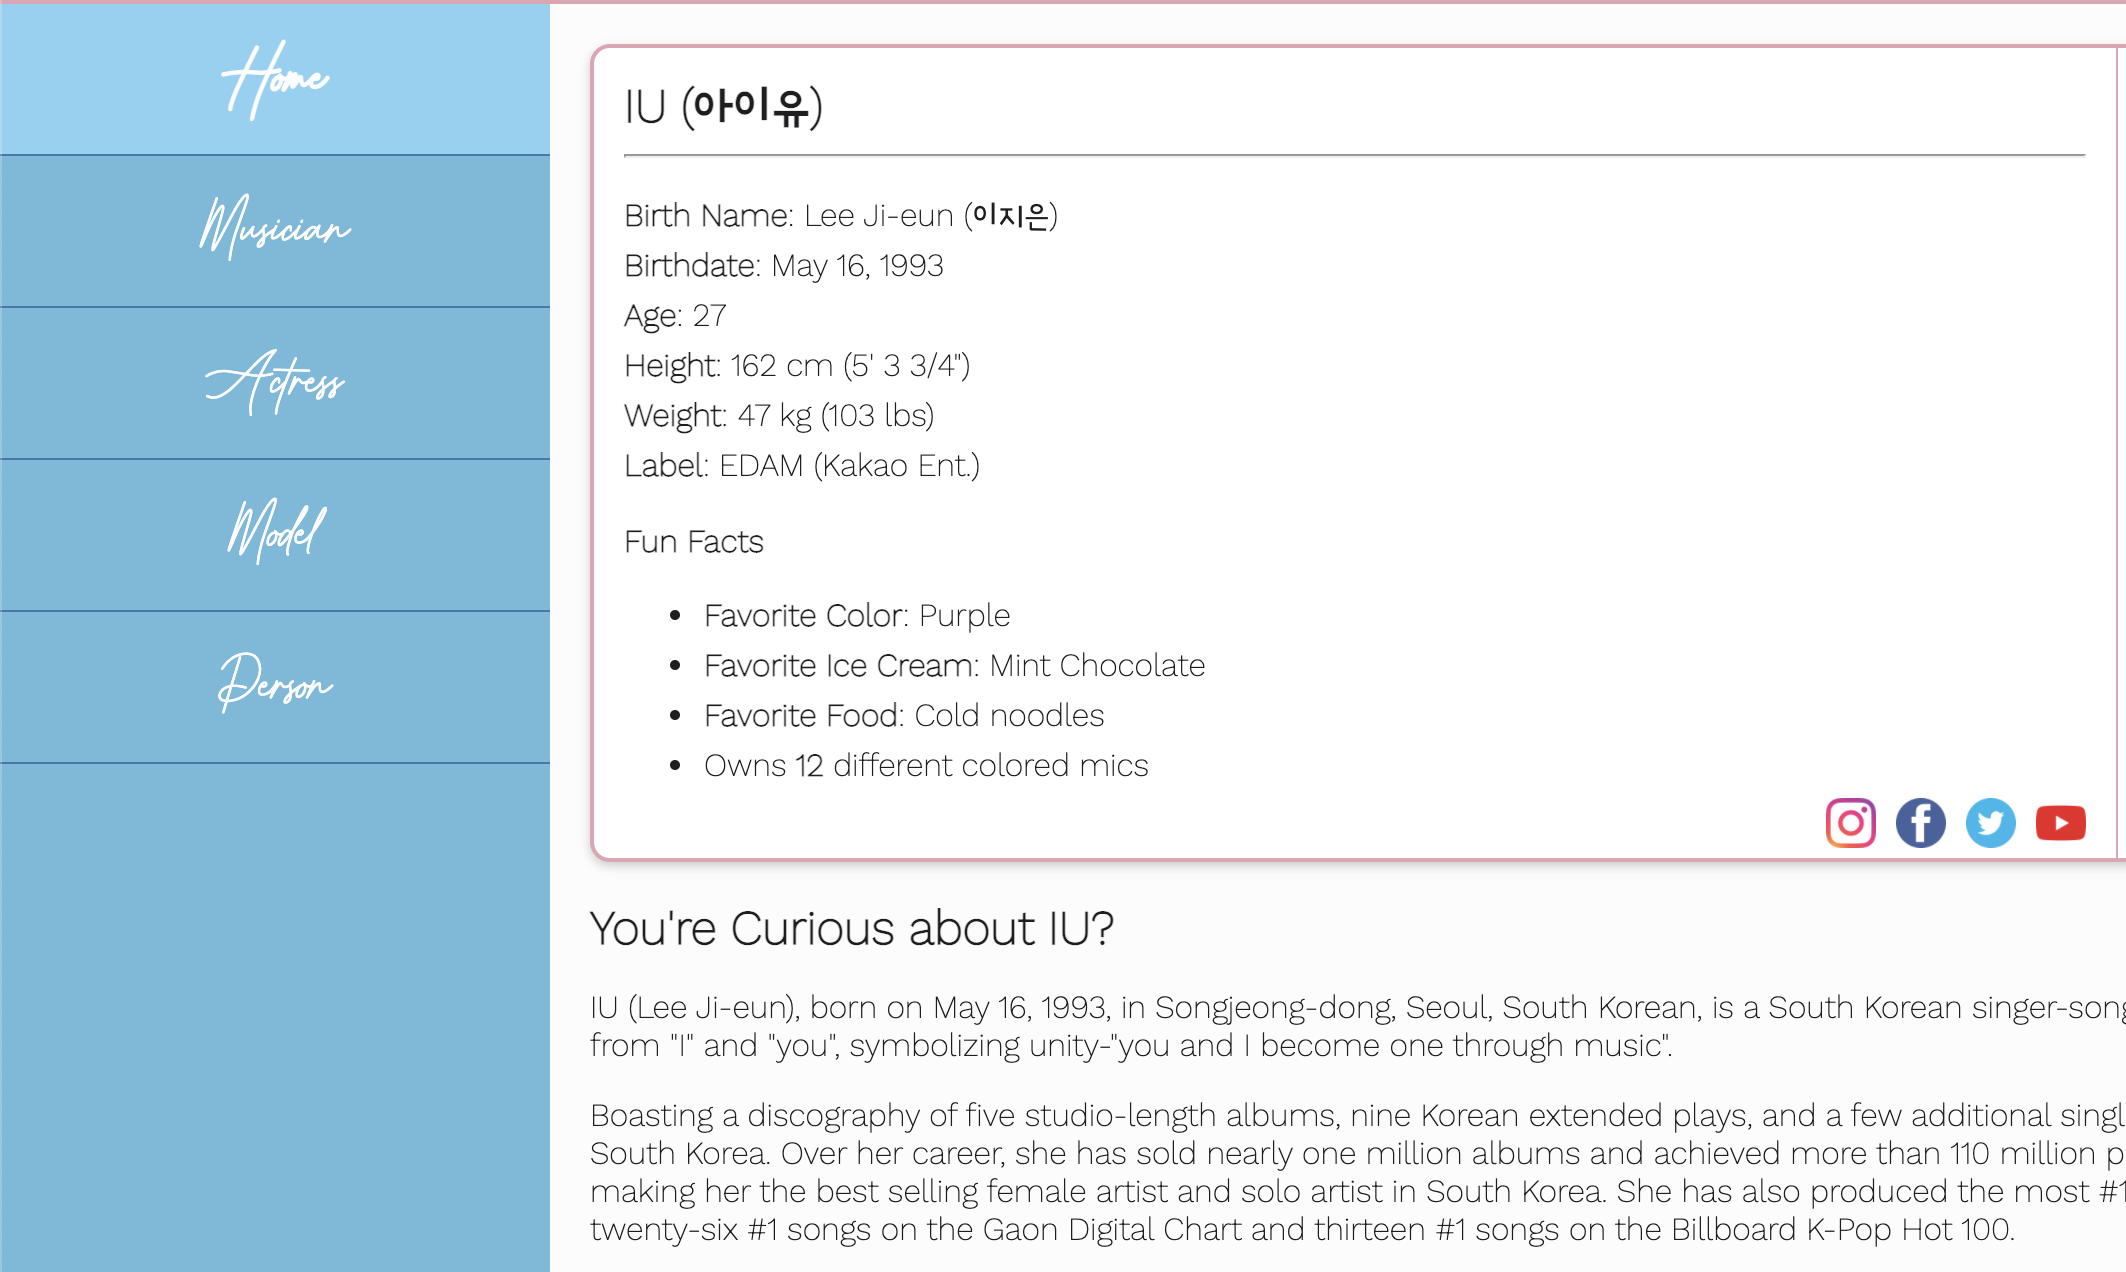 Home
Musician
Actress
Model
Person
IU (아이유)
Birth Name: Lee Ji-eun (이지은)
Birthdate: May 16, 1993
Age: 27
Height: 162 cm (5' 3 3/4")
Weight: 47 kg (103 lbs)
Label: EDAM (Kakao Ent.)
Fun Facts
• Favorite Color: Purple
• Favorite Ice Cream: Mint Chocolate
• Favorite Food: Cold noodles
• Owns 12 different colored mics
You're Curious about IU?
IU (Lee Ji-eun), born on May 16, 1993, in Songjeong-dong, Seoul, South Korean, is a South Korean singer-song
from "I" and "you", symbolizing unity-"you and I become one through music".
Boasting a discography of five studio-length albums, nine Korean extended plays, and a few additional singl
South Korea. Over her career, she has sold nearly one million albums and achieved more than 110 million p
making her the best selling female artist and solo artist in South Korea. She has also produced the most #1
twenty-six #1 songs on the Gaon Digital Chart and thirteen #1 songs on the Billboard K-Pop Hot 100.